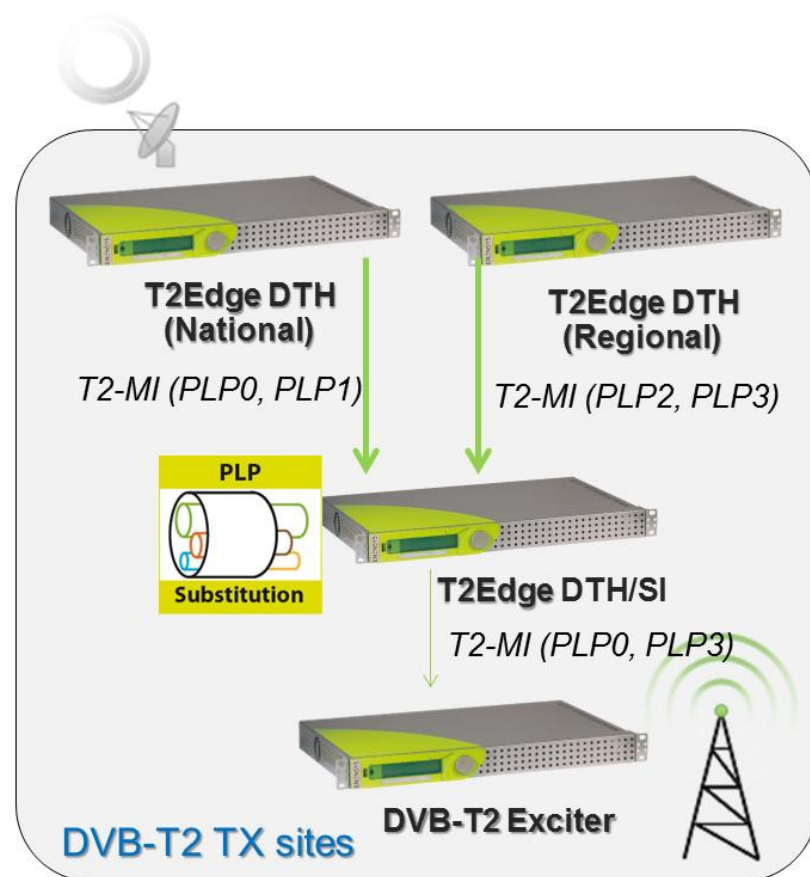 T2Edge DTH
(National)
T2-MI (PLP0, PLP1)
T2Edge DTH
(Regional)
T2-MI (PLP2, PLP3)
PLP
Substitution
T2Edge DTH/SI
T2-MI (PLP0, PLP3)
DVB-T2 Exciter
DVB-T2 TX sites